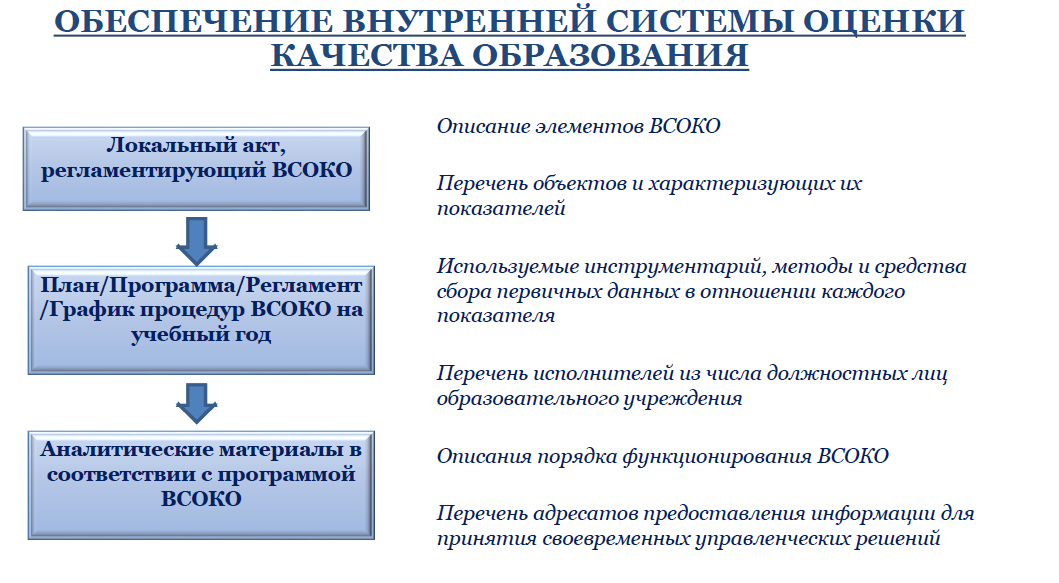 ОБЕСПЕЧЕНИЕ ВНУТРЕННЕЙ СИСТЕМЫ ОЦЕНКИ
КАЧЕСТВА ОБРАЗОВАНИЯ
Локальный акт,
регламентирующий ВСОКО
План/Программа/Регламент
/График процедур ВСОКО на
учебный год
Аналитические материалы в
соответствии с программой
ВСОКО
Описание элементов ВСОКО
Перечень объектов и характеризующих их
показателей
Используемые инструментарий, методы и средства
сбора первичных данных в отношении каждого
показателя
Перечень исполнителей из числа должностных лиц
образовательного учреждения
Описания порядка функционирования ВСОКО
Перечень адресатов предоставления информации для
принятия своевременных управленческих решений